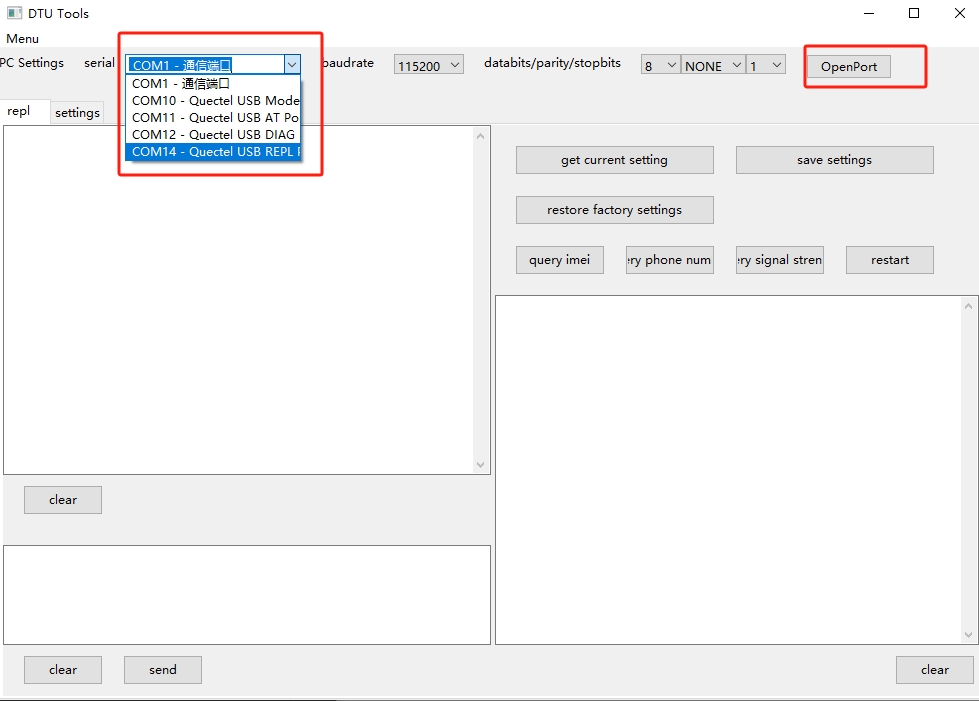 DTU Tools
Menu
PC Settings serial COM1 - 通信端口 baudrate 115200 databits/parity/stopbits 8 NONE 1 OpenPort
COM1 - 通信端口
COM10 - Quectel USB Mode
COM11 - Quectel USB AT Po
COM12 - Quectel USB DIAG
COM14 - Quectel USB REPL
repl settings
get current setting save settings
restore factory settings
query imei ery phone num ery signal stren restart
clear
clear send clear